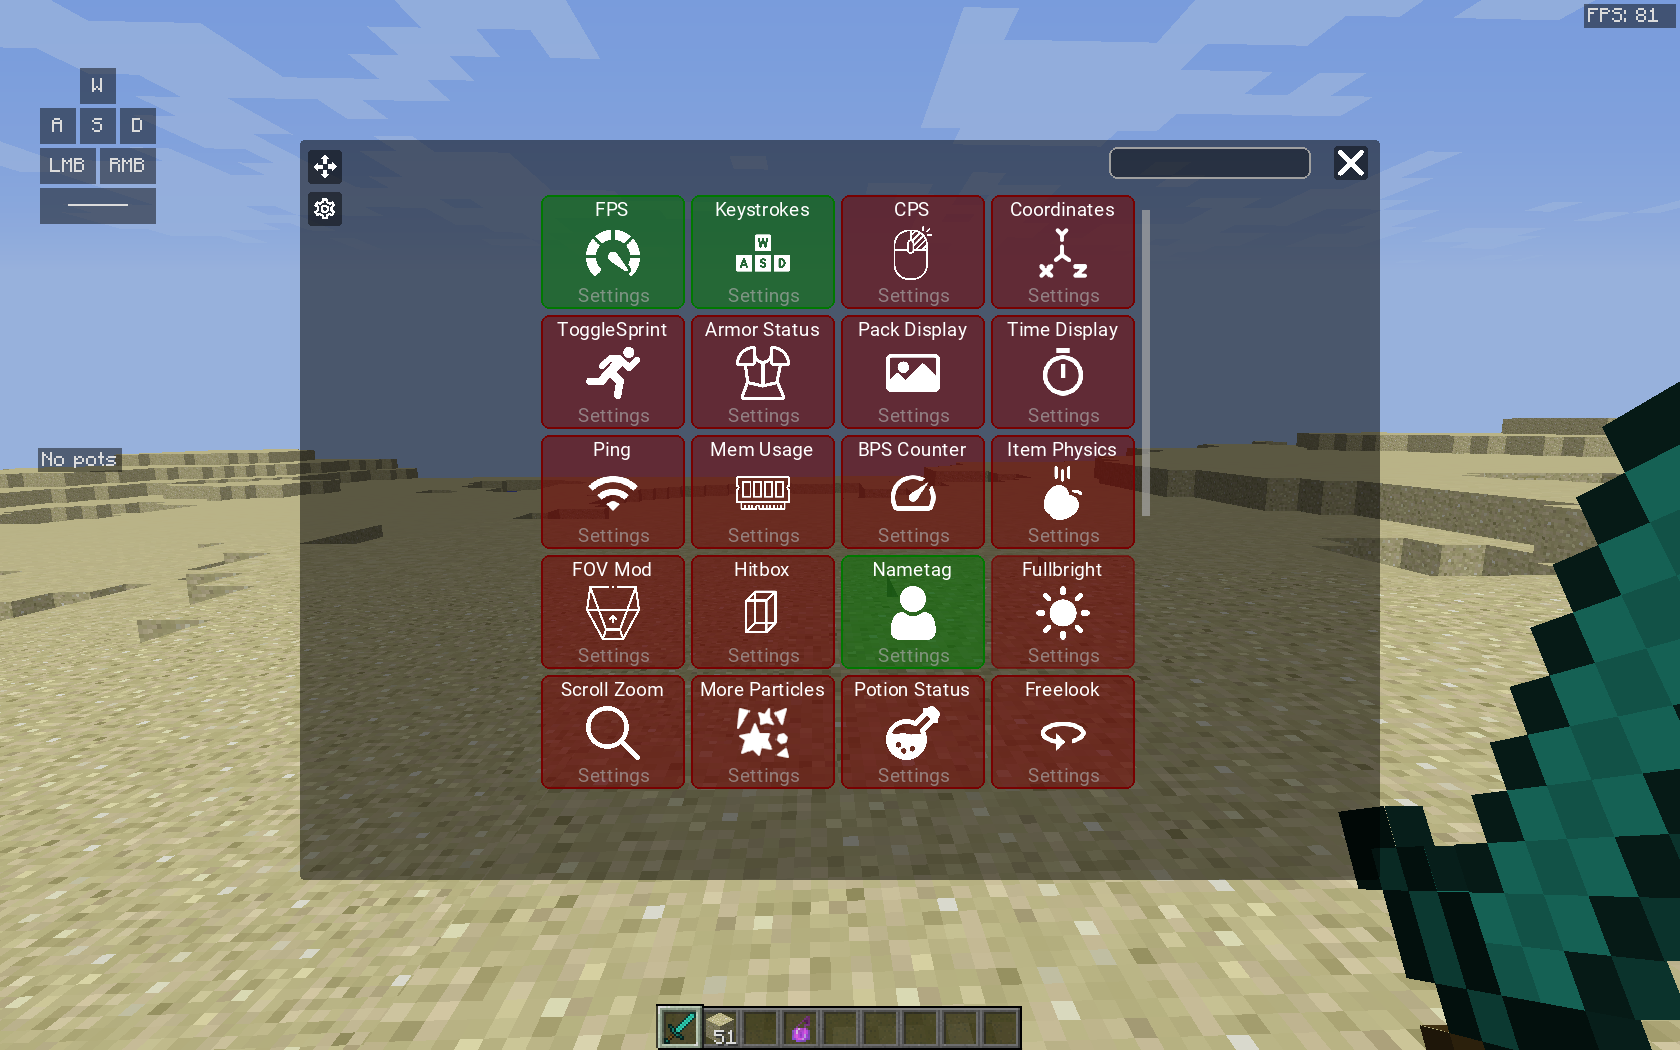 FPS: 81
W
A S D
LMB RMB
FPS Keystrokes CPS Coordinates
W
A S D
Y
X Z
Settings Settings Settings Settings
ToggleSprint Armor Status Pack Display Time Display
Settings Settings Settings Settings
No pots
Ping Mem Usage BPS Counter Item Physics
Settings Settings Settings Settings
FOV Mod Hitbox Nametag Fullbright
Settings Settings Settings Settings
Scroll Zoom More Particles Potion Status Freelook
Settings Settings Settings Settings
51